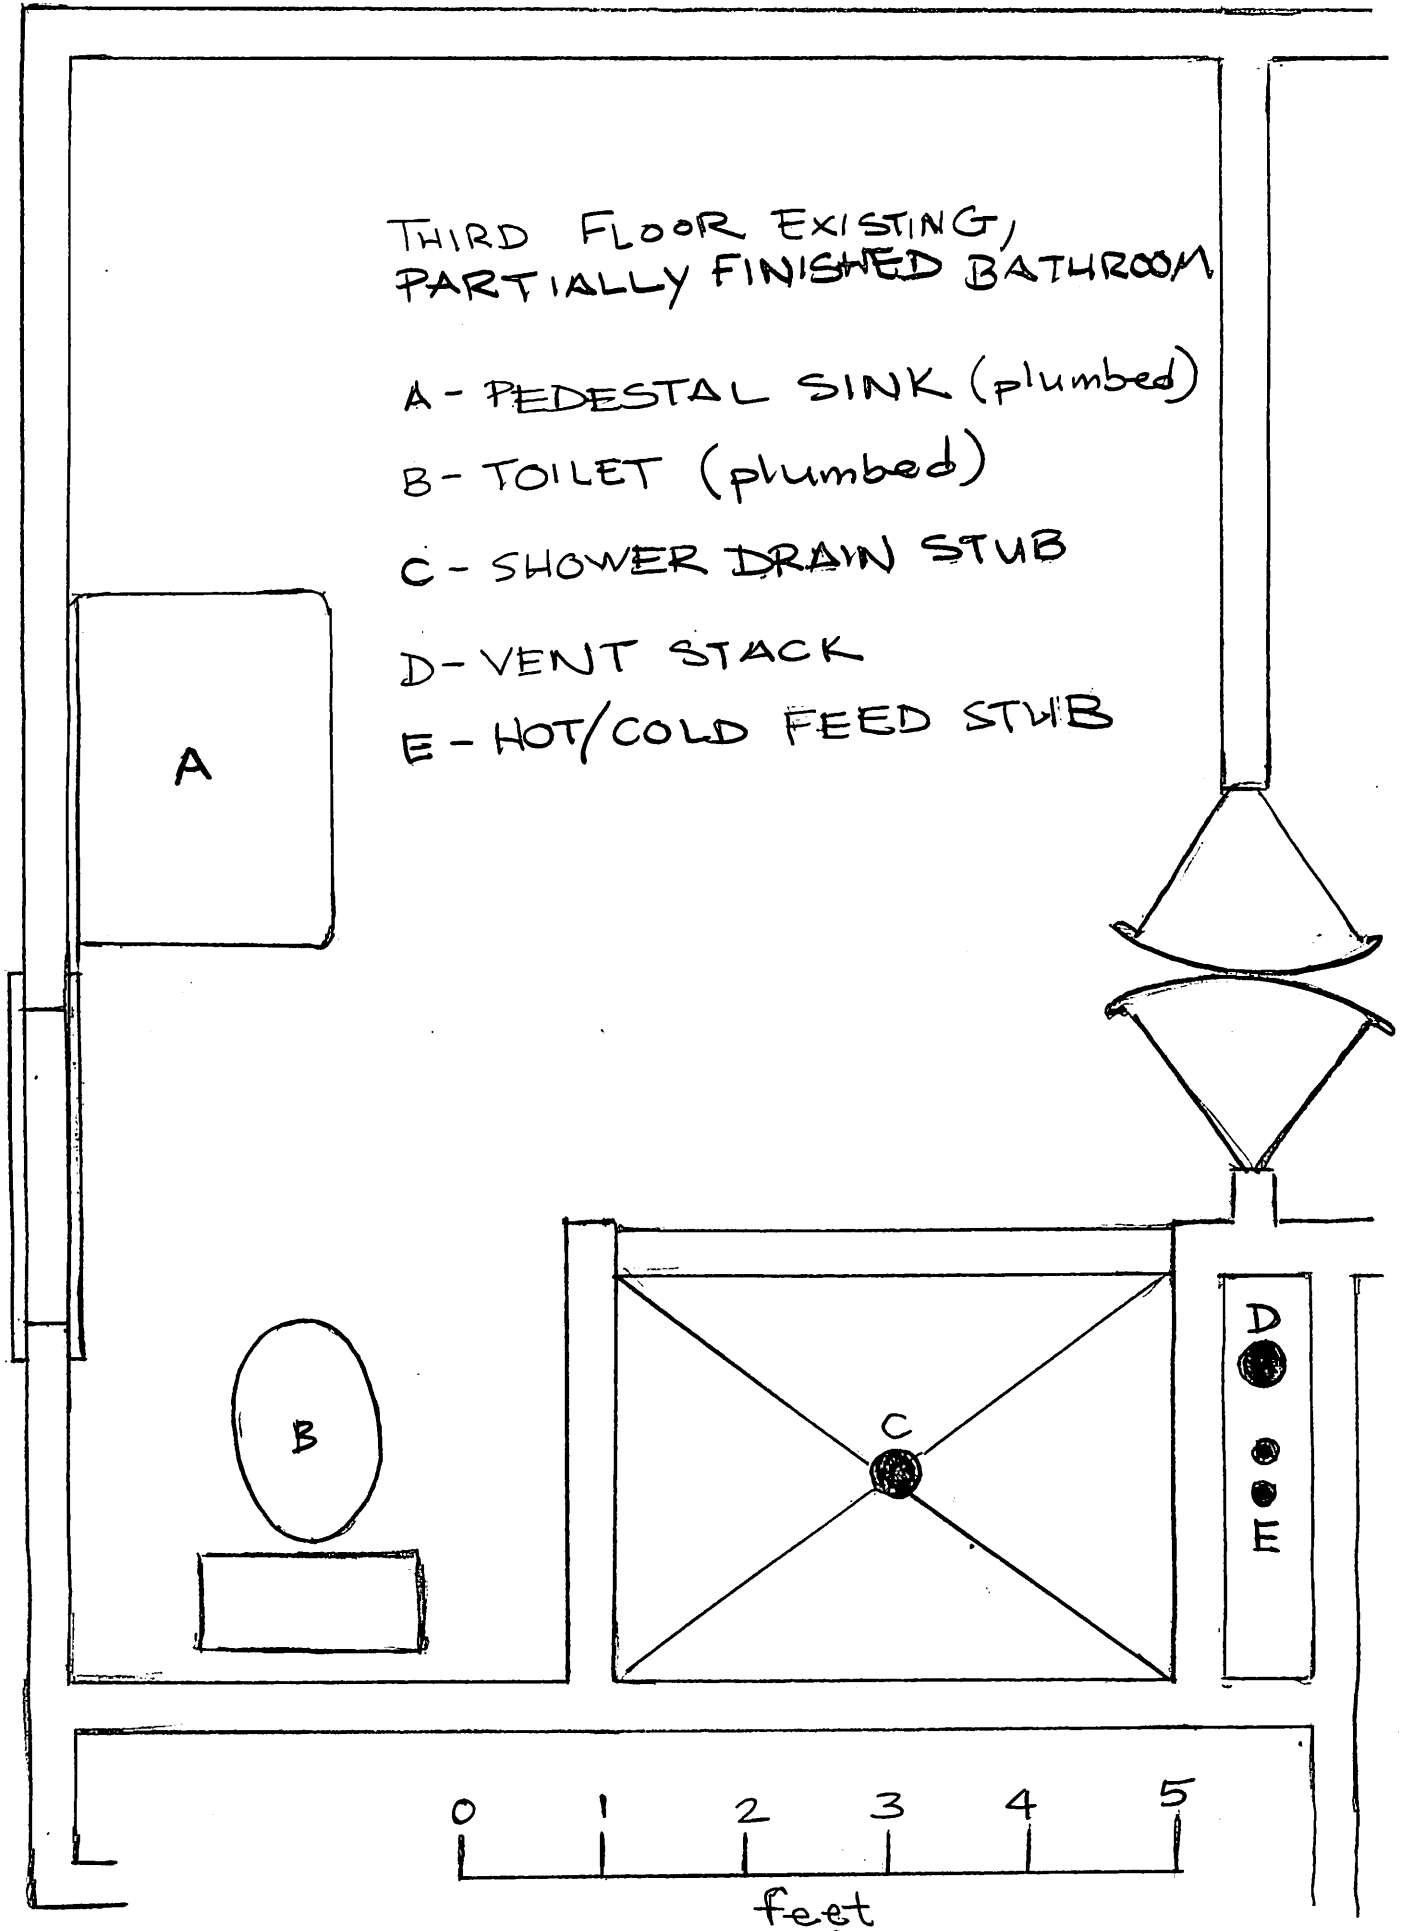 THIRD FLOOR EXISTING,
PARTIALLY FINISHED BATHROOM
A - PEDESTAL SINK (plumbed)
B - TOILET (plumbed)
C - SHOWER DRAIN STUB
D - VENT STACK
E - HOT/COLD FEED STUB
A
D
C
B
E
0 1 2 3 4 5
feet